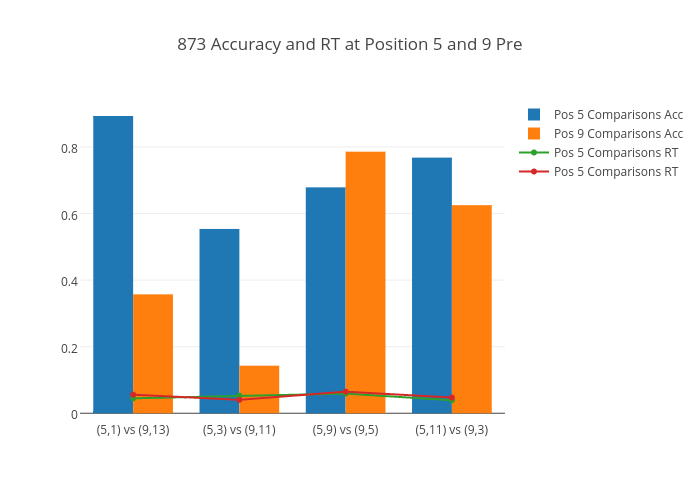 873 Accuracy and RT at Position 5 and 9 Pre
Pos 5 Comparisons Acc
Pos 9 Comparisons Acc
Pos 5 Comparisons RT
Pos 5 Comparisons RT
0.8
0.6
0.4
0.2
0
(5,1) vs (9,13)
(5,3) vs (9,11)
(5,9) vs (9,5)
(5,11) vs (9,3)